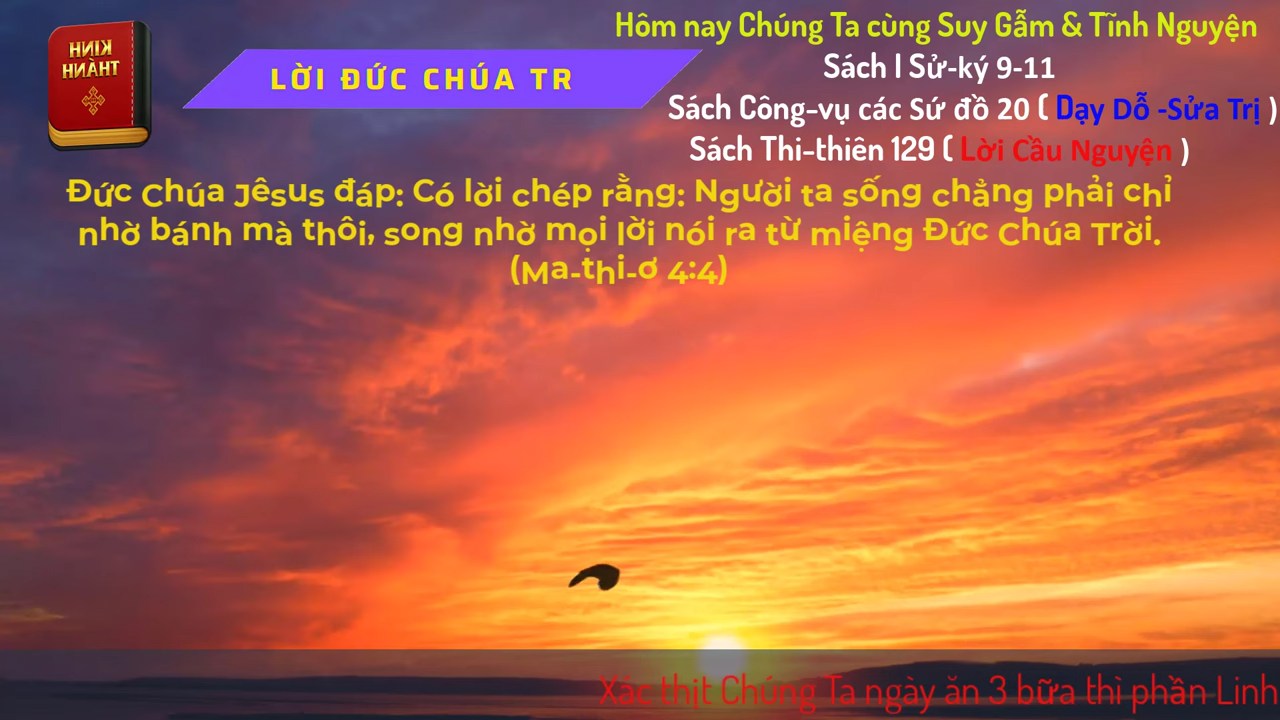 KINH
THÀNH
LỜI ĐỨC CHÚA TR
Hôm nay Chúng Ta cùng Suy Gẫm & Tĩnh Nguyện
Sách I Sử-ký 9-11
Sách Công-vụ các Sứ đồ 20 ( Dạy Dỗ -Sửa Trị )
Sách Thi-thiên 129 ( Lời Cầu Nguyện )
Đức Chúa Jêsus đáp: Có lời chép rằng: Người ta sống chẳng phải chỉ
nhờ bánh mà thôi, song nhờ mọi lời nói ra từ miệng Đức Chúa Trời.
(Ma-thi-ơ 4:4)
Xác thịt Chúng Ta ngày ăn 3 bữa thì phần Linh